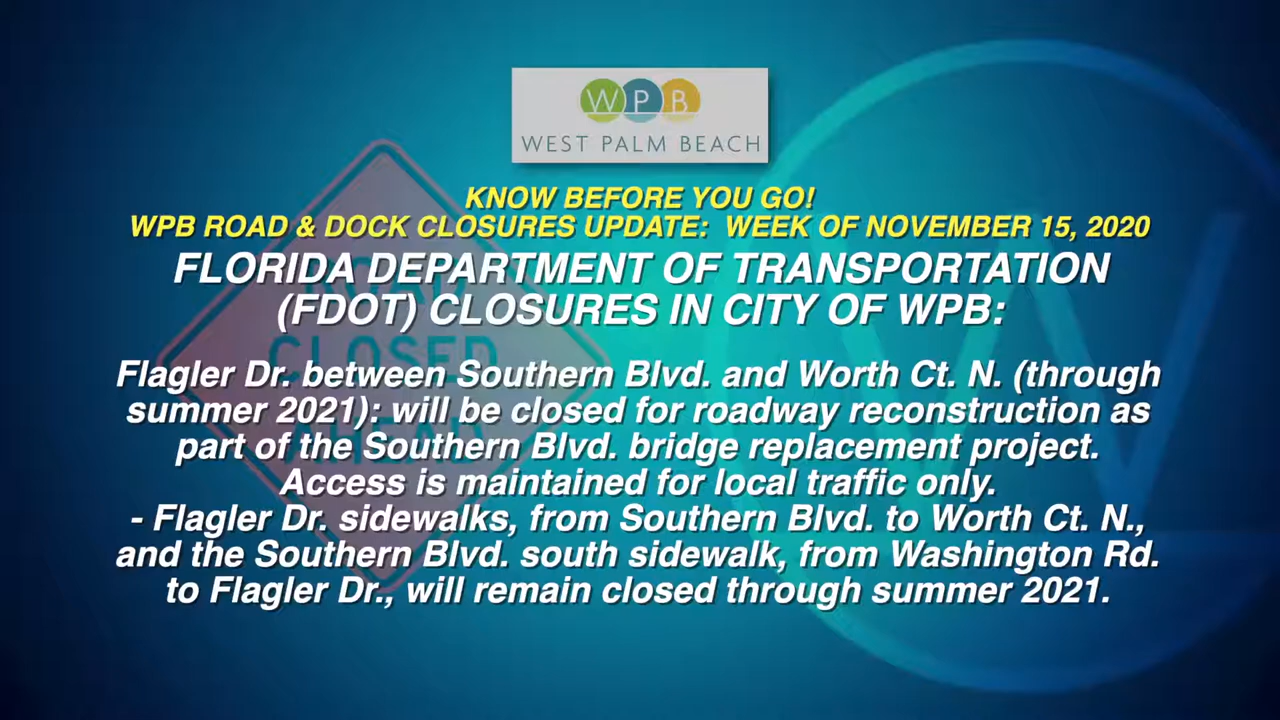 WPB
WEST PALM BEACH
KNOW BEFORE YOU GO!
WPB ROAD & DOCK CLOSURES UPDATE: WEEK OF NOVEMBER 15, 2020
FLORIDA DEPARTMENT OF TRANSPORTATION
(FDOT) CLOSURES IN CITY OF WPB:
Flagler Dr. between Southern Blvd. and Worth Ct. N. (through
summer 2021): will be closed for roadway reconstruction as
part of the Southern Blvd. bridge replacement project.
Access is maintained for local traffic only.
- Flagler Dr. sidewalks, from Southern Blvd. to Worth Ct. N.,
and the Southern Blvd. south sidewalk, from Washington Rd.
to Flagler Dr., will remain closed through summer 2021.
CLOSED